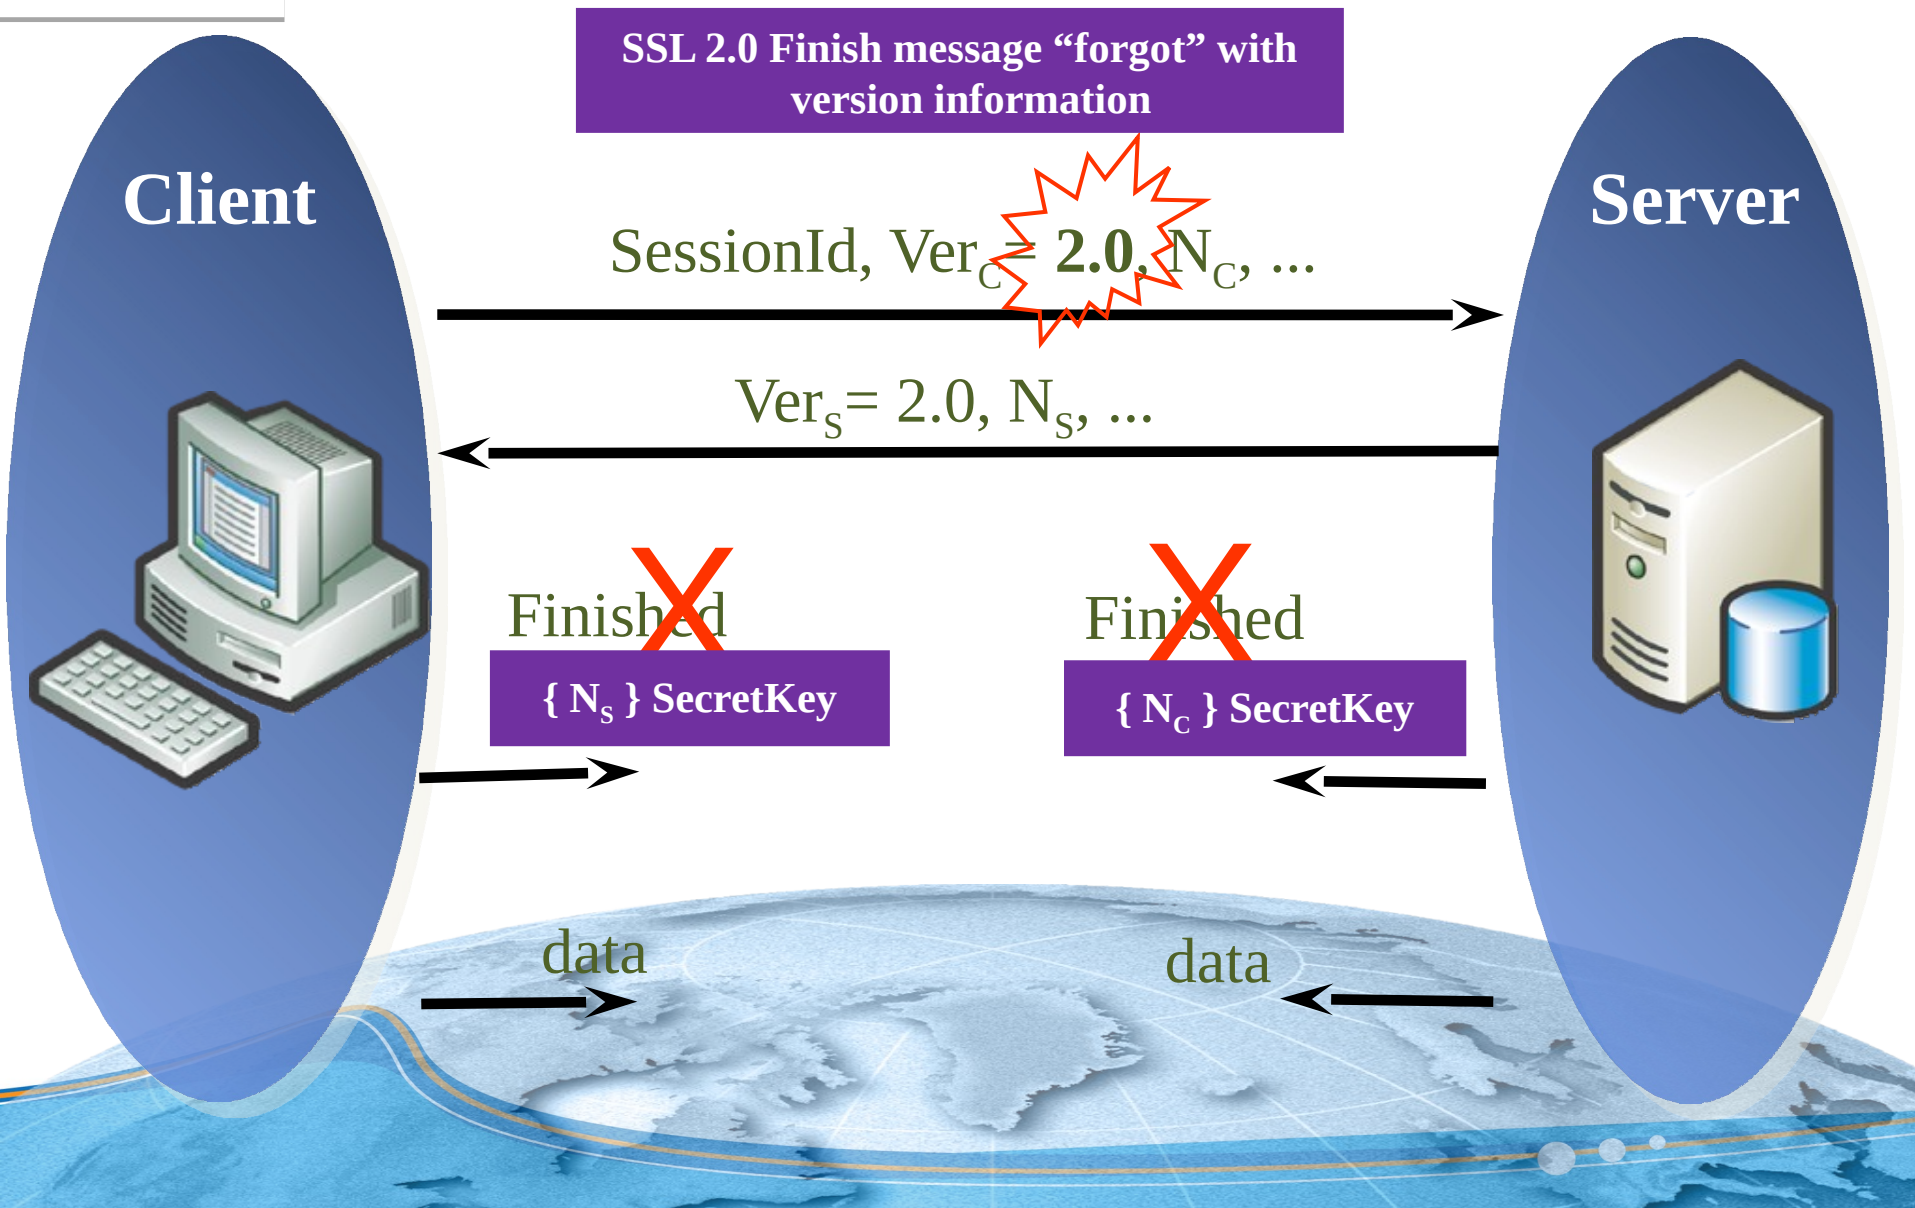 SSL 2.0 Finish message “forgot” with
version information
Client
Server
SessionId, VerC= 2.0, NC, ...
VerS= 2.0, NS, ...
Finished
X
Finished
X
{ NS } SecretKey
{ NC } SecretKey
data
data